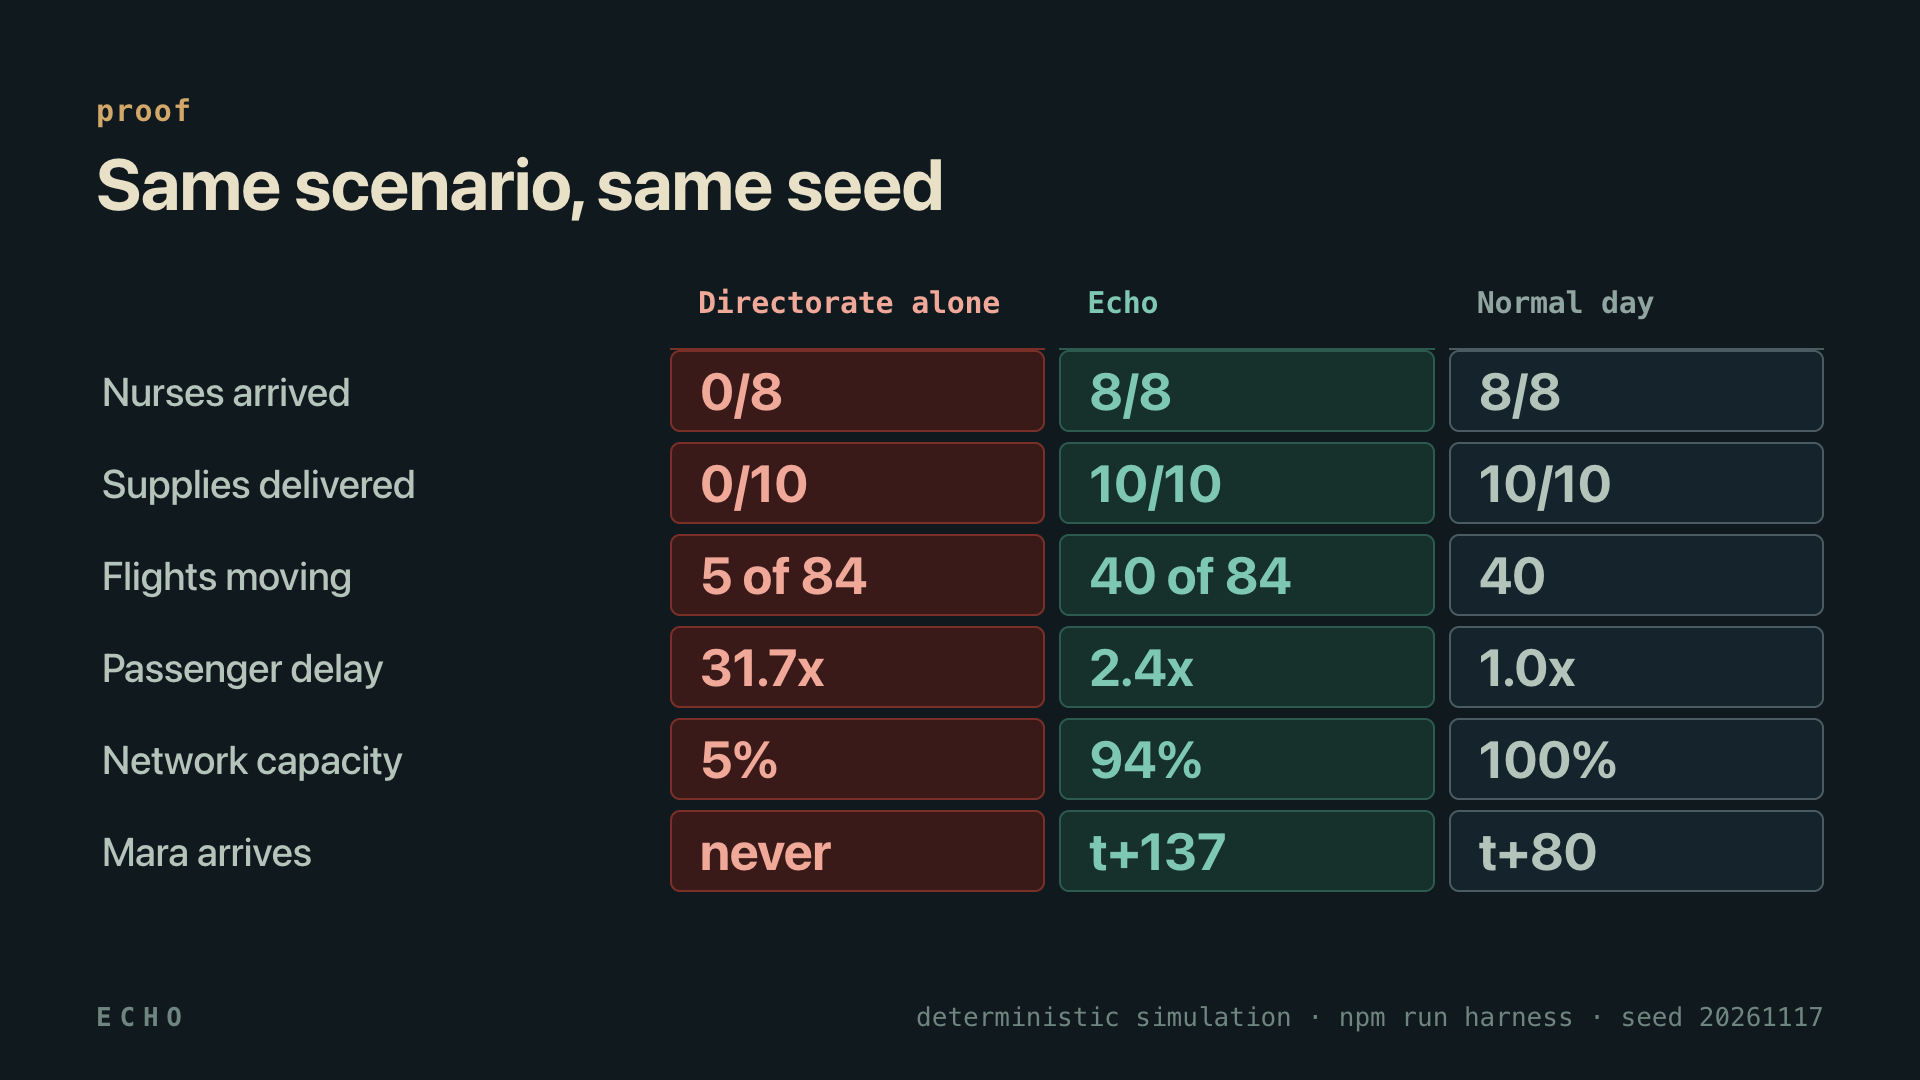 proof
Same scenario, same seed
Directorate alone Echo Normal day
Nurses arrived 0/8 8/8 8/8
Supplies delivered 0/10 10/10 10/10
Flights moving 5 of 84 40 of 84 40
Passenger delay 31.7x 2.4x 1.0x
Network capacity 5% 94% 100%
Mara arrives never t+137 t+80
ECHO deterministic simulation · npm run harness · seed 20261117